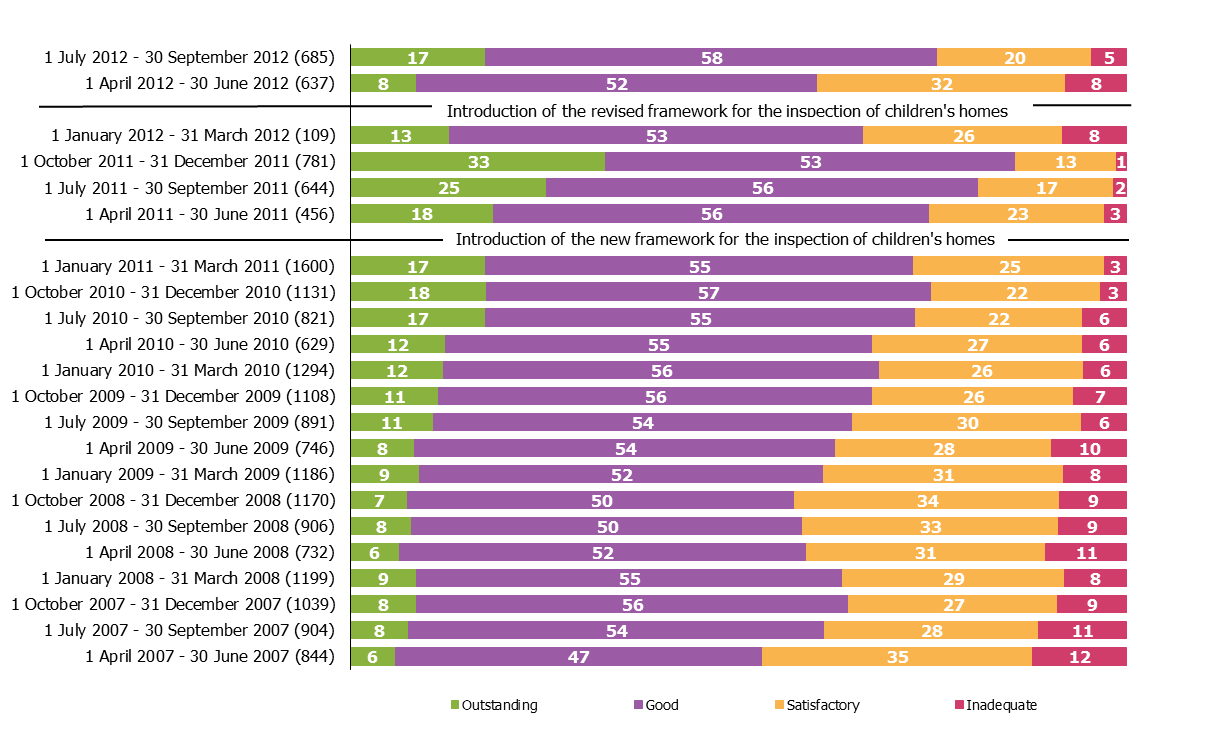 1 July 2012 - 30 September 2012 (685) 17 58 20 5
1 April 2012 - 30 June 2012 (637) 8 52 32 8
Introduction of the revised framework for the inspection of children's homes
1 January 2012 - 31 March 2012 (109) 13 53 26 8
1 October 2011 - 31 December 2011 (781) 33 53 13 1
1 July 2011 - 30 September 2011 (644) 25 56 17 2
1 April 2011 - 30 June 2011 (456) 18 56 23 3
Introduction of the new framework for the inspection of children's homes
1 January 2011 - 31 March 2011 (1600) 17 55 25 3
1 October 2010 - 31 December 2010 (1131) 18 57 22 3
1 July 2010 - 30 September 2010 (821) 17 55 22 6
1 April 2010 - 30 June 2010 (629) 12 55 27 6
1 January 2010 - 31 March 2010 (1294) 12 56 26 6
1 October 2009 - 31 December 2009 (1108) 11 56 26 7
1 July 2009 - 30 September 2009 (891) 11 54 30 6
1 April 2009 - 30 June 2009 (746) 8 54 28 10
1 January 2009 - 31 March 2009 (1186) 9 52 31 8
1 October 2008 - 31 December 2008 (1170) 7 50 34 9
1 July 2008 - 30 September 2008 (906) 8 50 33 9
1 April 2008 - 30 June 2008 (732) 6 52 31 11
1 January 2008 - 31 March 2008 (1199) 9 55 29 8
1 October 2007 - 31 December 2007 (1039) 8 56 27 9
1 July 2007 - 30 September 2007 (904) 8 54 28 11
1 April 2007 - 30 June 2007 (844) 6 47 35 12
Outstanding Good Satisfactory Inadequate